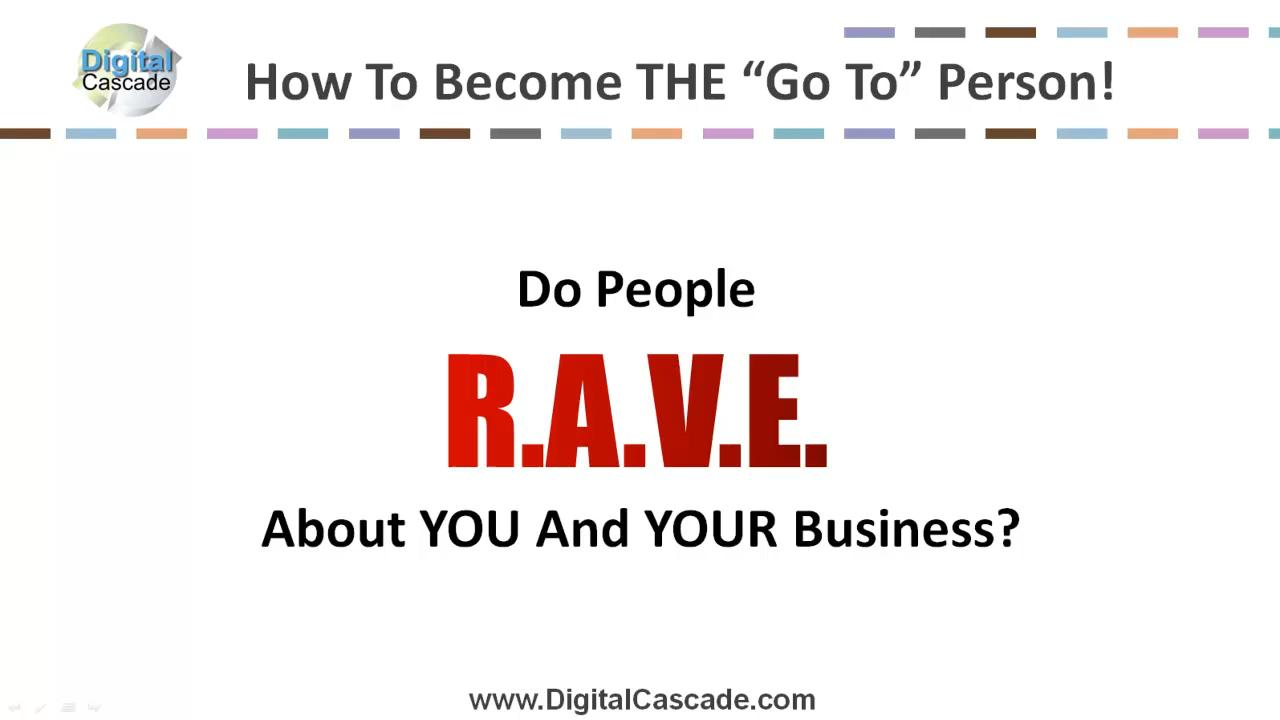 Digital
Cascade
How To Become THE “Go To” Person!
Do People
R.A.V.E.
About YOU And YOUR Business?
www.DigitalCascade.com